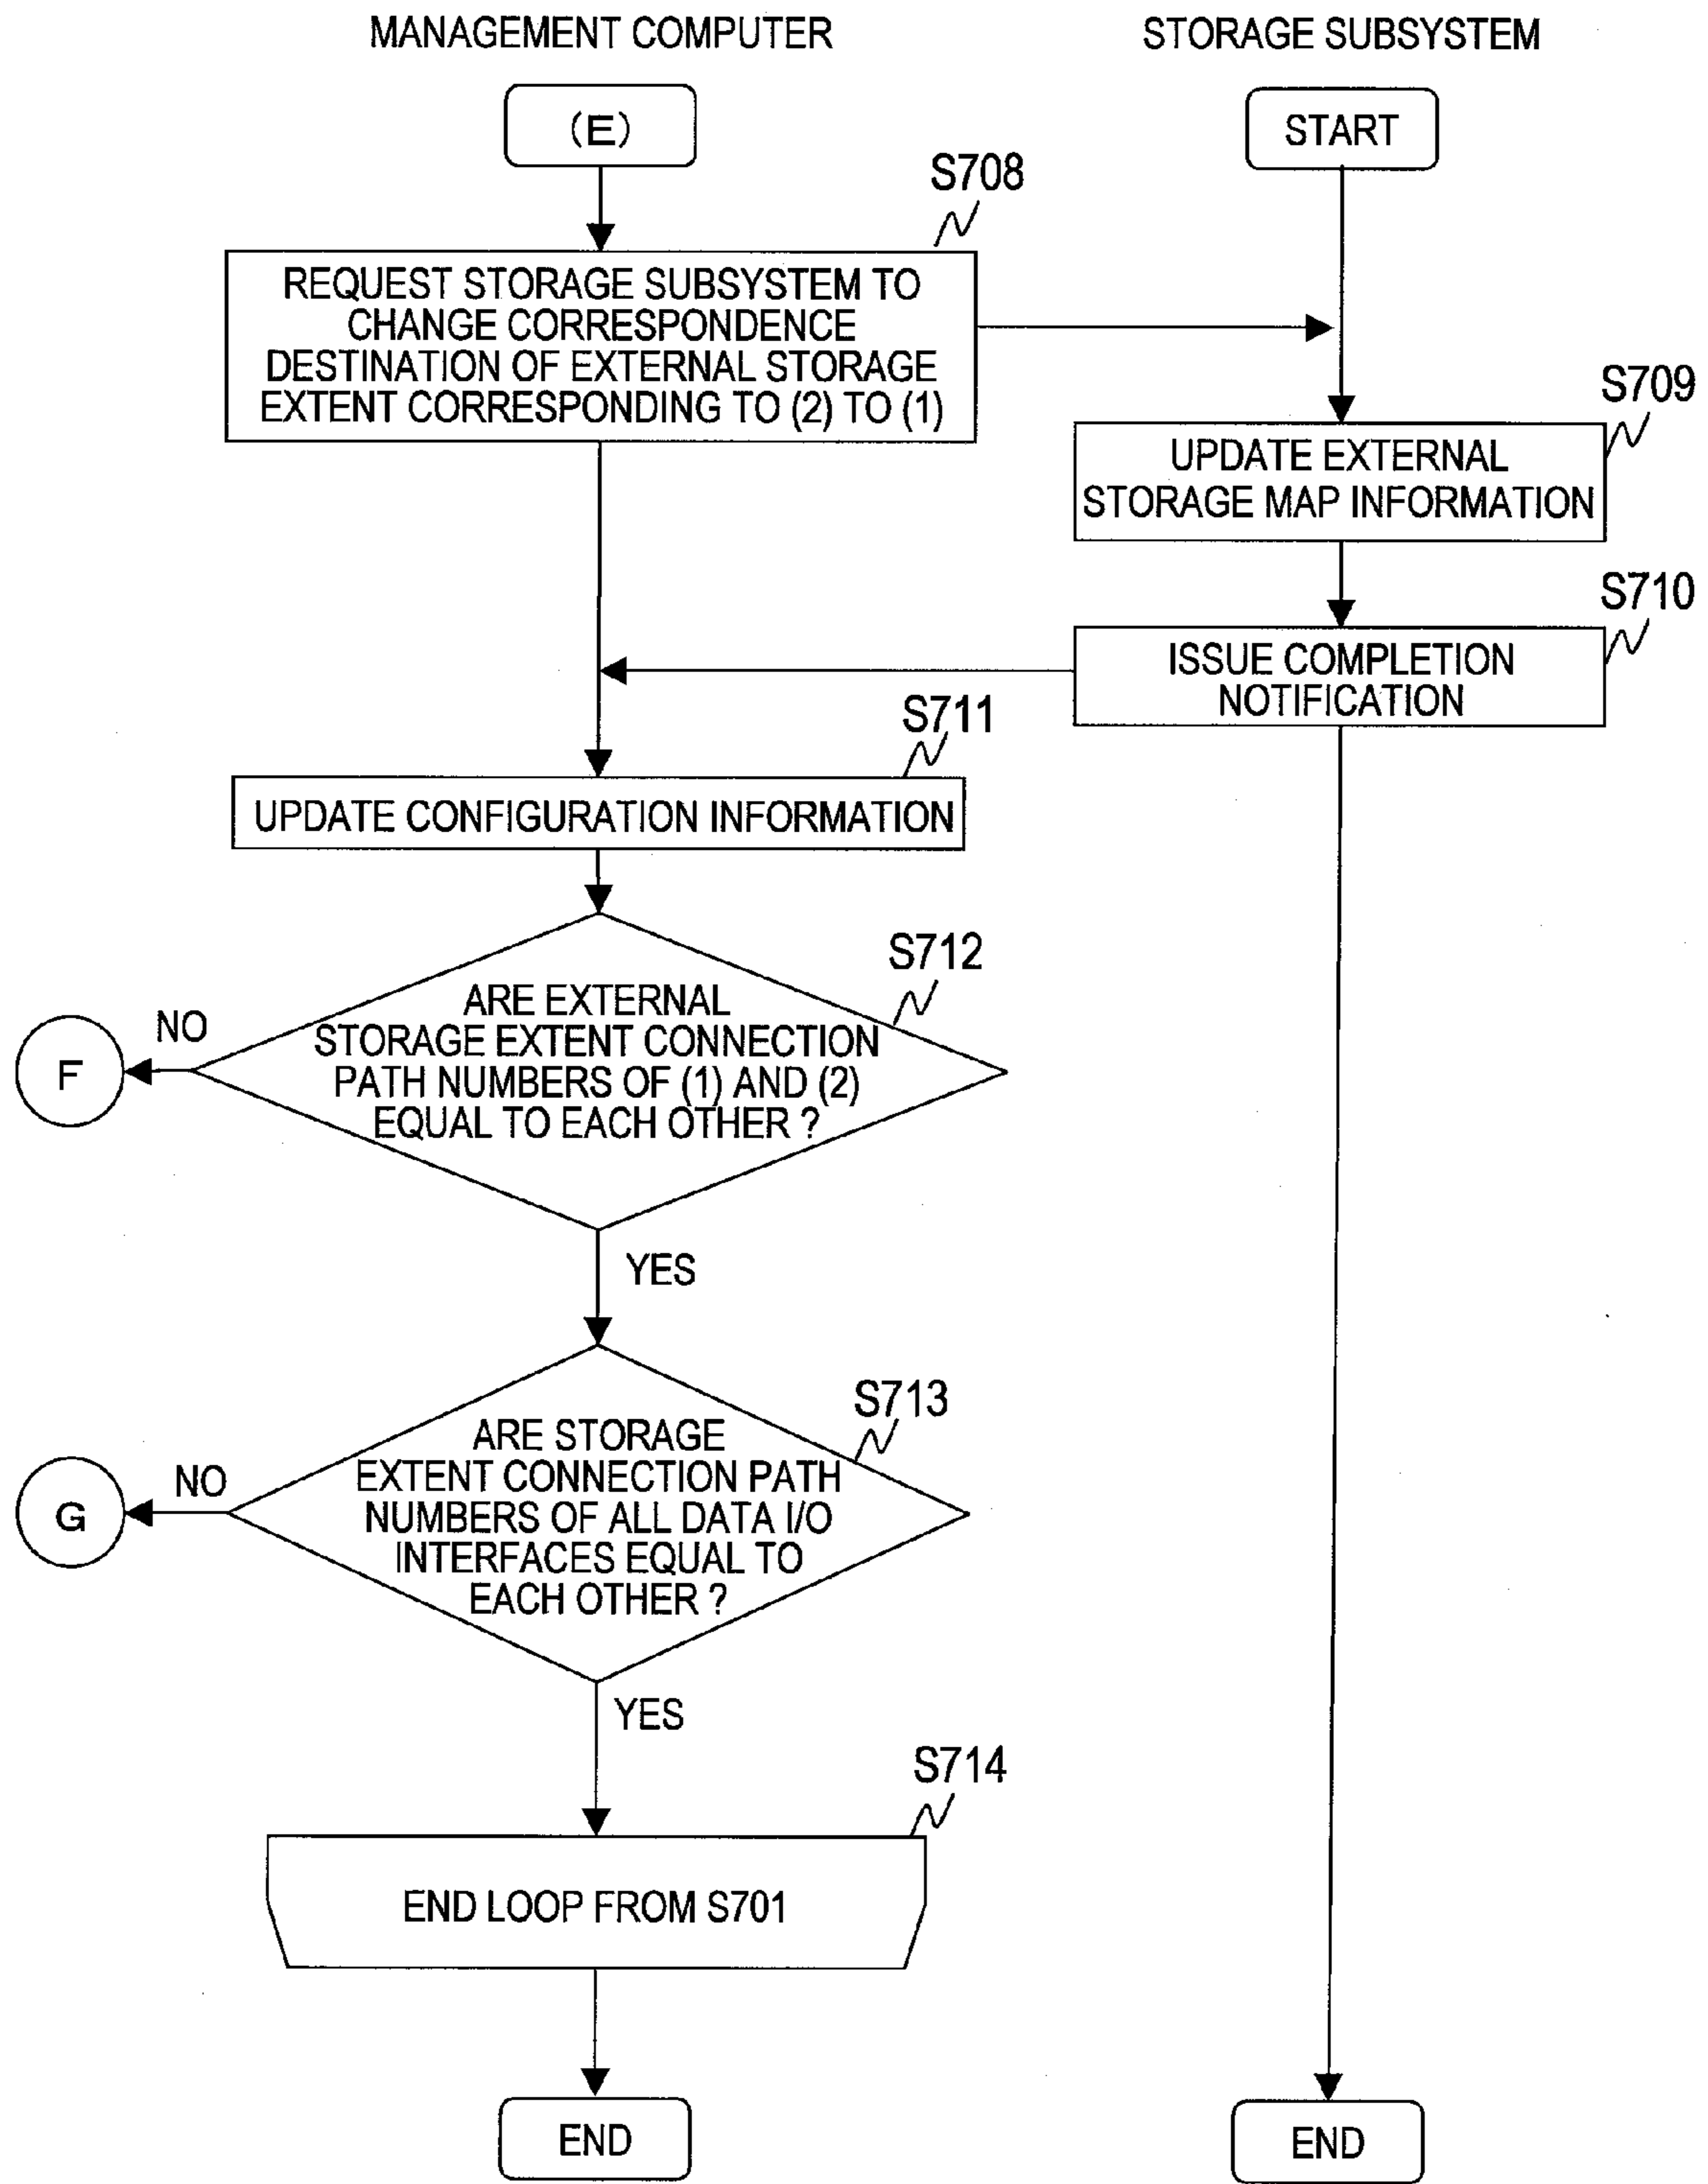 MANAGEMENT COMPUTER
STORAGE SUBSYSTEM
(E)
START
S708
REQUEST STORAGE SUBSYSTEM TO
CHANGE CORRESPONDENCE
DESTINATION OF EXTERNAL STORAGE
EXTENT CORRESPONDING TO (2) TO (1)
S709
UPDATE EXTERNAL
STORAGE MAP INFORMATION
S710
ISSUE COMPLETION
NOTIFICATION
S711
UPDATE CONFIGURATION INFORMATION
S712
ARE EXTERNAL
STORAGE EXTENT CONNECTION
PATH NUMBERS OF (1) AND (2)
EQUAL TO EACH OTHER ?
NO
F
YES
S713
ARE STORAGE
EXTENT CONNECTION PATH
NUMBERS OF ALL DATA I/O
INTERFACES EQUAL TO
EACH OTHER ?
NO
G
YES
S714
END LOOP FROM S701
END
END